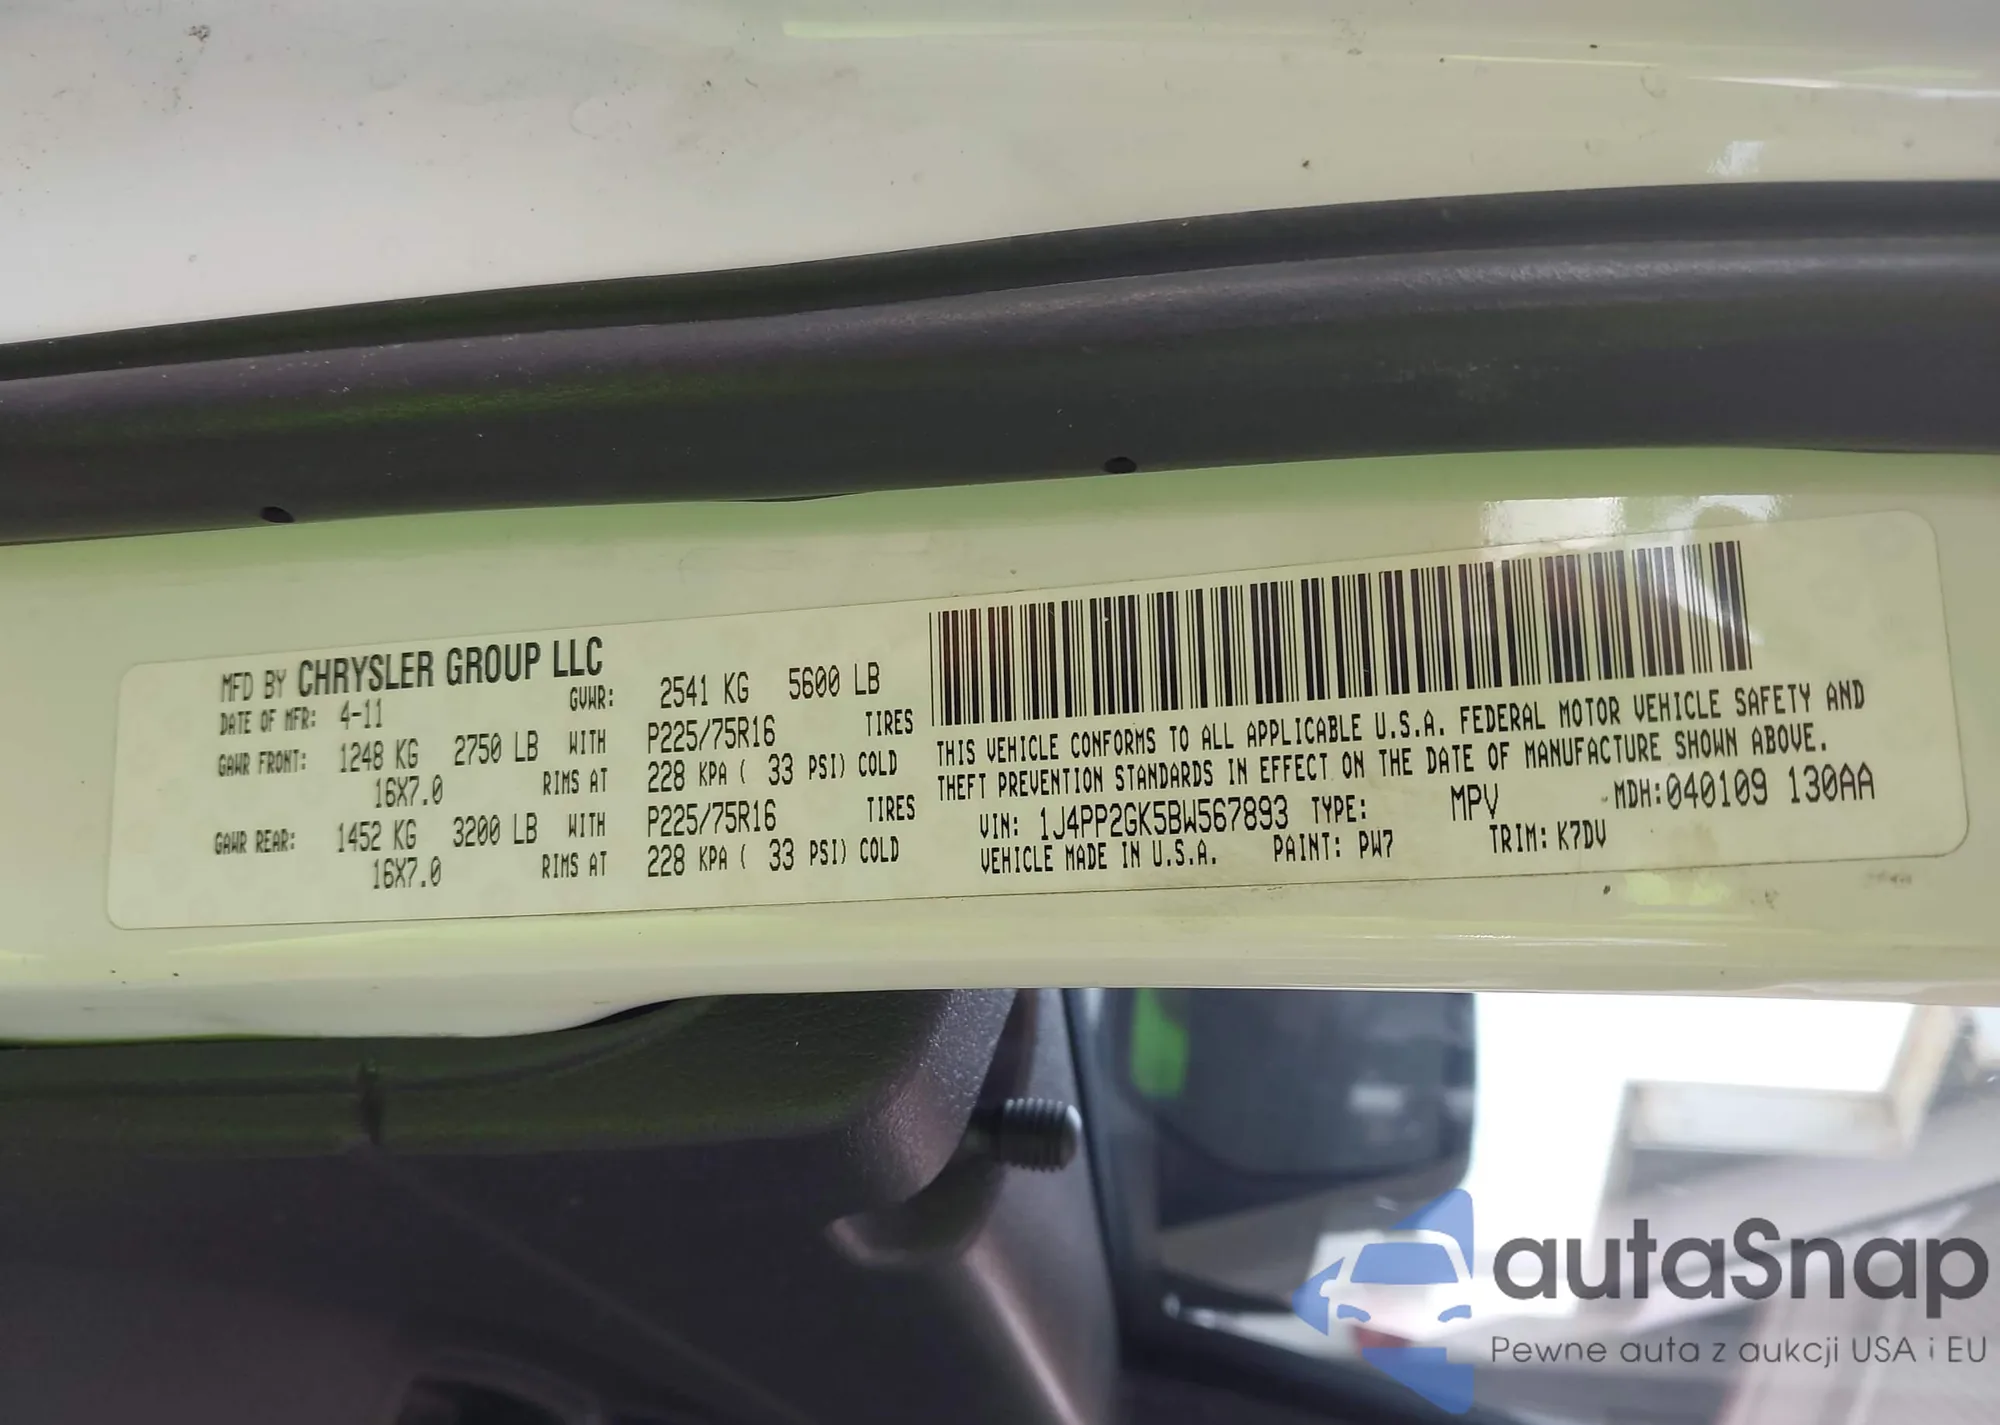 MFD BY CHRYSLER GROUP LLC
DATE OF MFR: 4-11 GVWR: 2541 KG 5600 LB
GAWR FRONT: 1248 KG 2750 LB WITH P225/75R16 TIRES
16X7.0 RIMS AT 228 KPA ( 33 PSI) COLD
GAWR REAR: 1452 KG 3200 LB WITH P225/75R16 TIRES
16X7.0 RIMS AT 228 KPA ( 33 PSI) COLD
THIS VEHICLE CONFORMS TO ALL APPLICABLE U.S.A. FEDERAL MOTOR VEHICLE SAFETY AND
THEFT PREVENTION STANDARDS IN EFFECT ON THE DATE OF MANUFACTURE SHOWN ABOVE.
VIN: 1J4PP2GK5BW567893 TYPE: MPV MDH:040109 130AA
VEHICLE MADE IN U.S.A. PAINT: PW7 TRIM: K7DV
autaSnap
Pewne auta z aukcji USA i EU